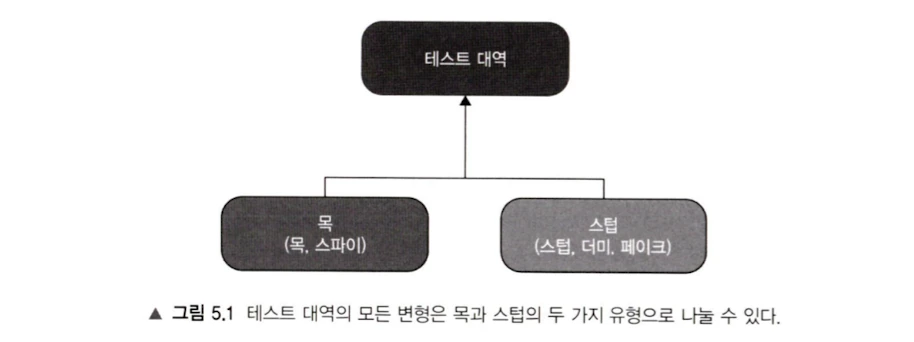 테스트 대역
목
(목, 스파이)
스텁
(스텁, 더미, 페이크)
▲ 그림 5.1 테스트 대역의 모든 변형은 목과 스텁의 두 가지 유형으로 나눌 수 있다.